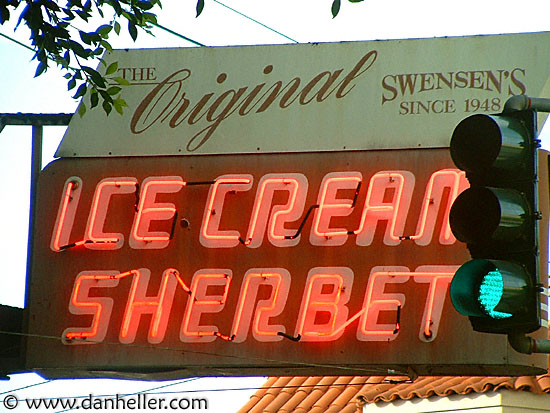 THE Original SWENSEN'S
SINCE 1948
ICE CREAM
SHERBET
© www.danheller.com